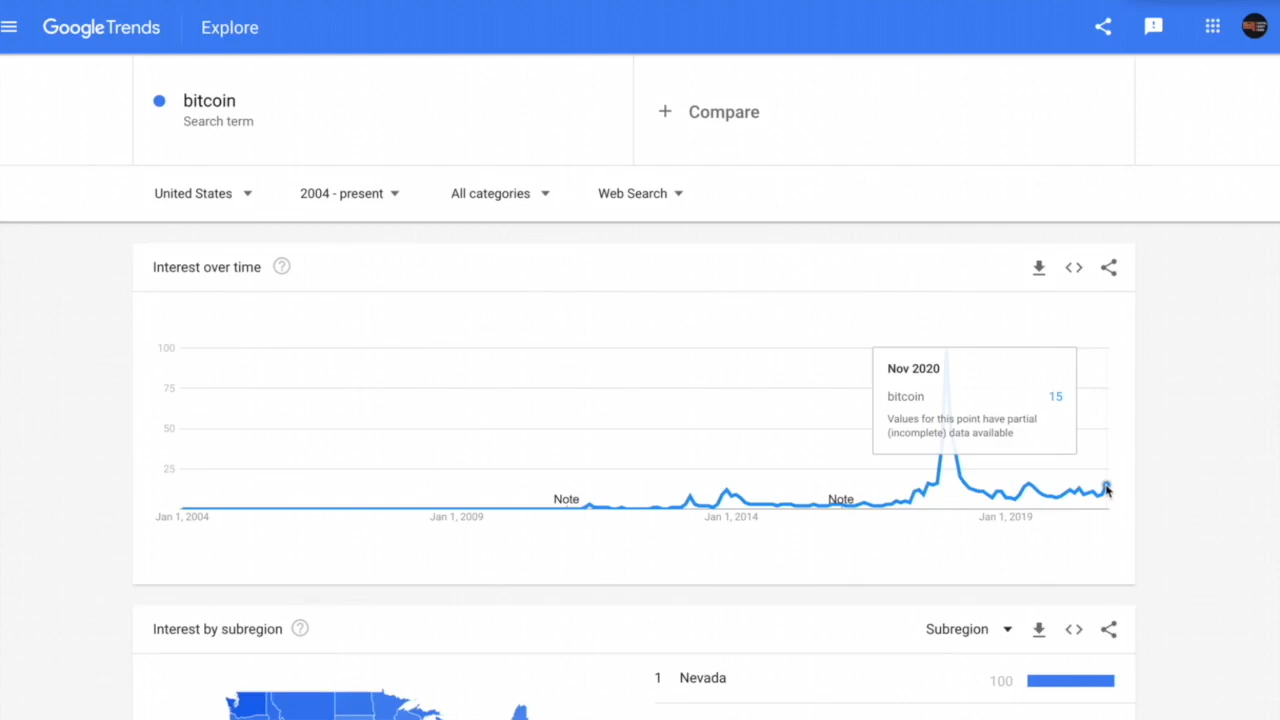 GoogleTrends Explore
bitcoin
Search term
+ Compare
United States 2004 - present All categories Web Search
Interest over time ?
100
75
50
25
Nov 2020
bitcoin 15
Values for this point have partial
(incomplete) data available
Note Note
Jan 1, 2004 Jan 1, 2009 Jan 1, 2014 Jan 1, 2019
Interest by subregion ? Subregion
1 Nevada 100